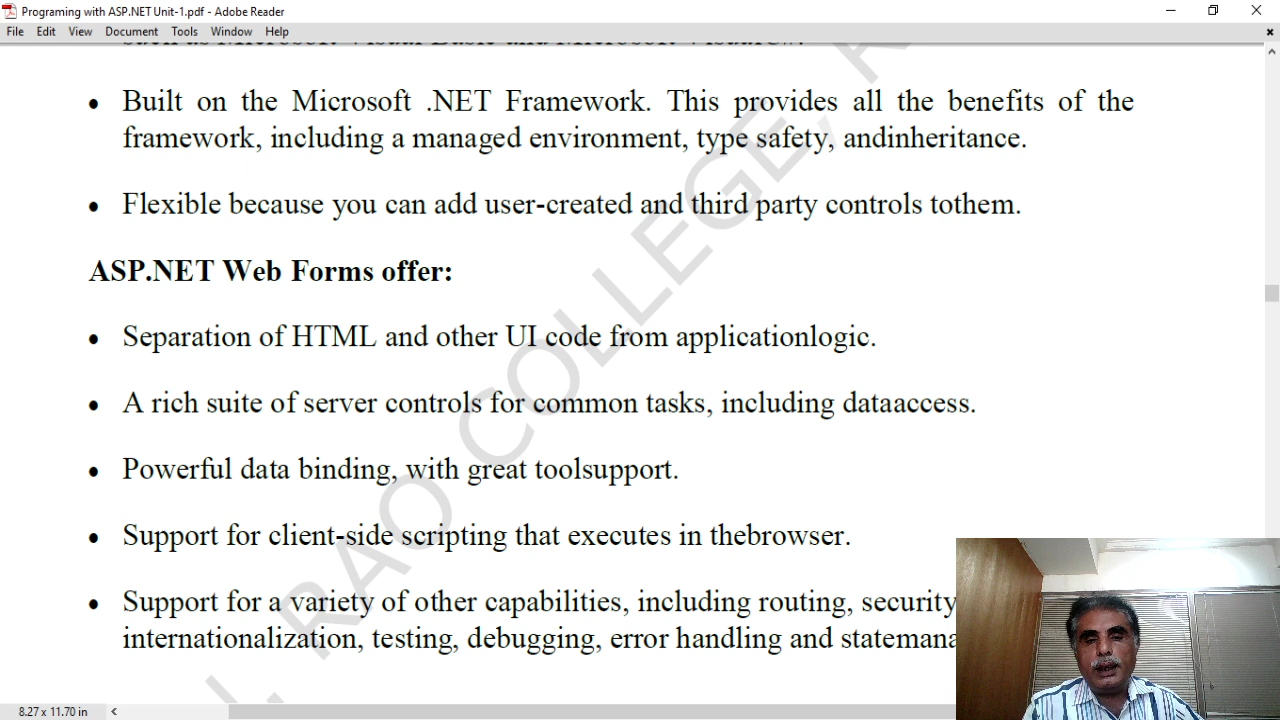 Programing with ASP.NET Unit-1.pdf - Adobe Reader
File Edit View Document Tools Window Help
• Built on the Microsoft .NET Framework. This provides all the benefits of the
framework, including a managed environment, type safety, andinheritance.
• Flexible because you can add user-created and third party controls tothem.
ASP.NET Web Forms offer:
• Separation of HTML and other UI code from applicationlogic.
• A rich suite of server controls for common tasks, including dataaccess.
• Powerful data binding, with great toolsupport.
• Support for client-side scripting that executes in thebrowser.
• Support for a variety of other capabilities, including routing, security
internationalization, testing, debugging, error handling and
RAO COLLEGE,
8.27 x 11.70 in